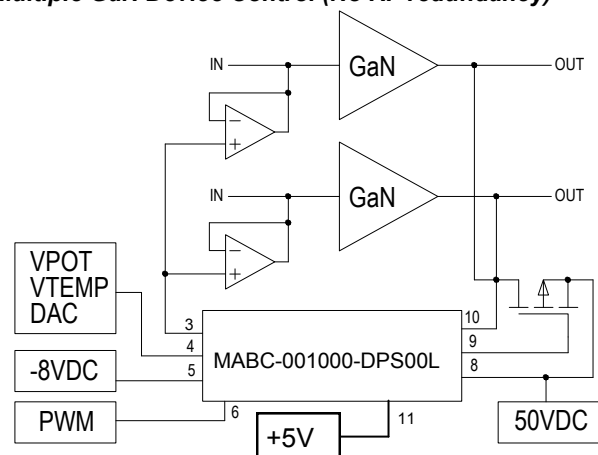 Multiple GaN Device Control (No RF redundancy)
IN
GaN
OUT
−
+
IN
GaN
OUT
−
+
VPOT
VTEMP
DAC
3
4
5
6
MABC-001000-DPS00L
10
9
8
11
-8VDC
PWM
+5V
50VDC